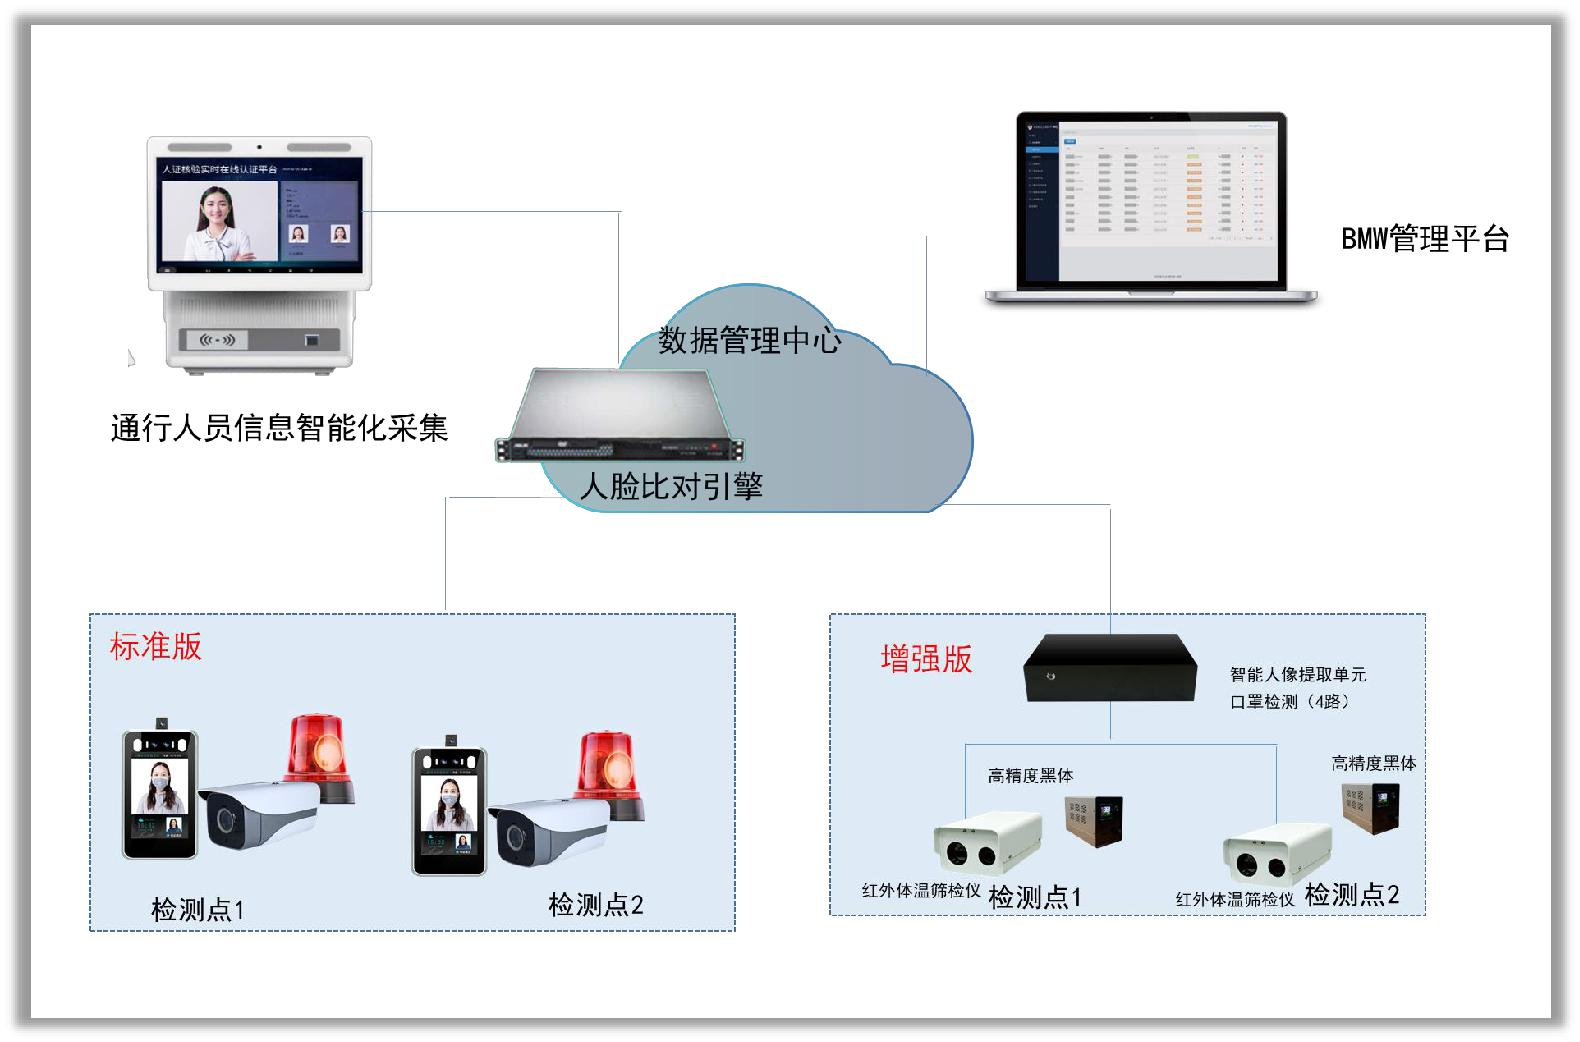 人证核验实时在线认证平台
BMW管理平台
数据管理中心
通行人员信息智能化采集
人脸比对引擎
标准版
增强版
智能人像提取单元
口罩检测（4路）
高精度黑体
高精度黑体
红外体温筛检仪
检测点1
红外体温筛检仪
检测点2
检测点1
检测点2